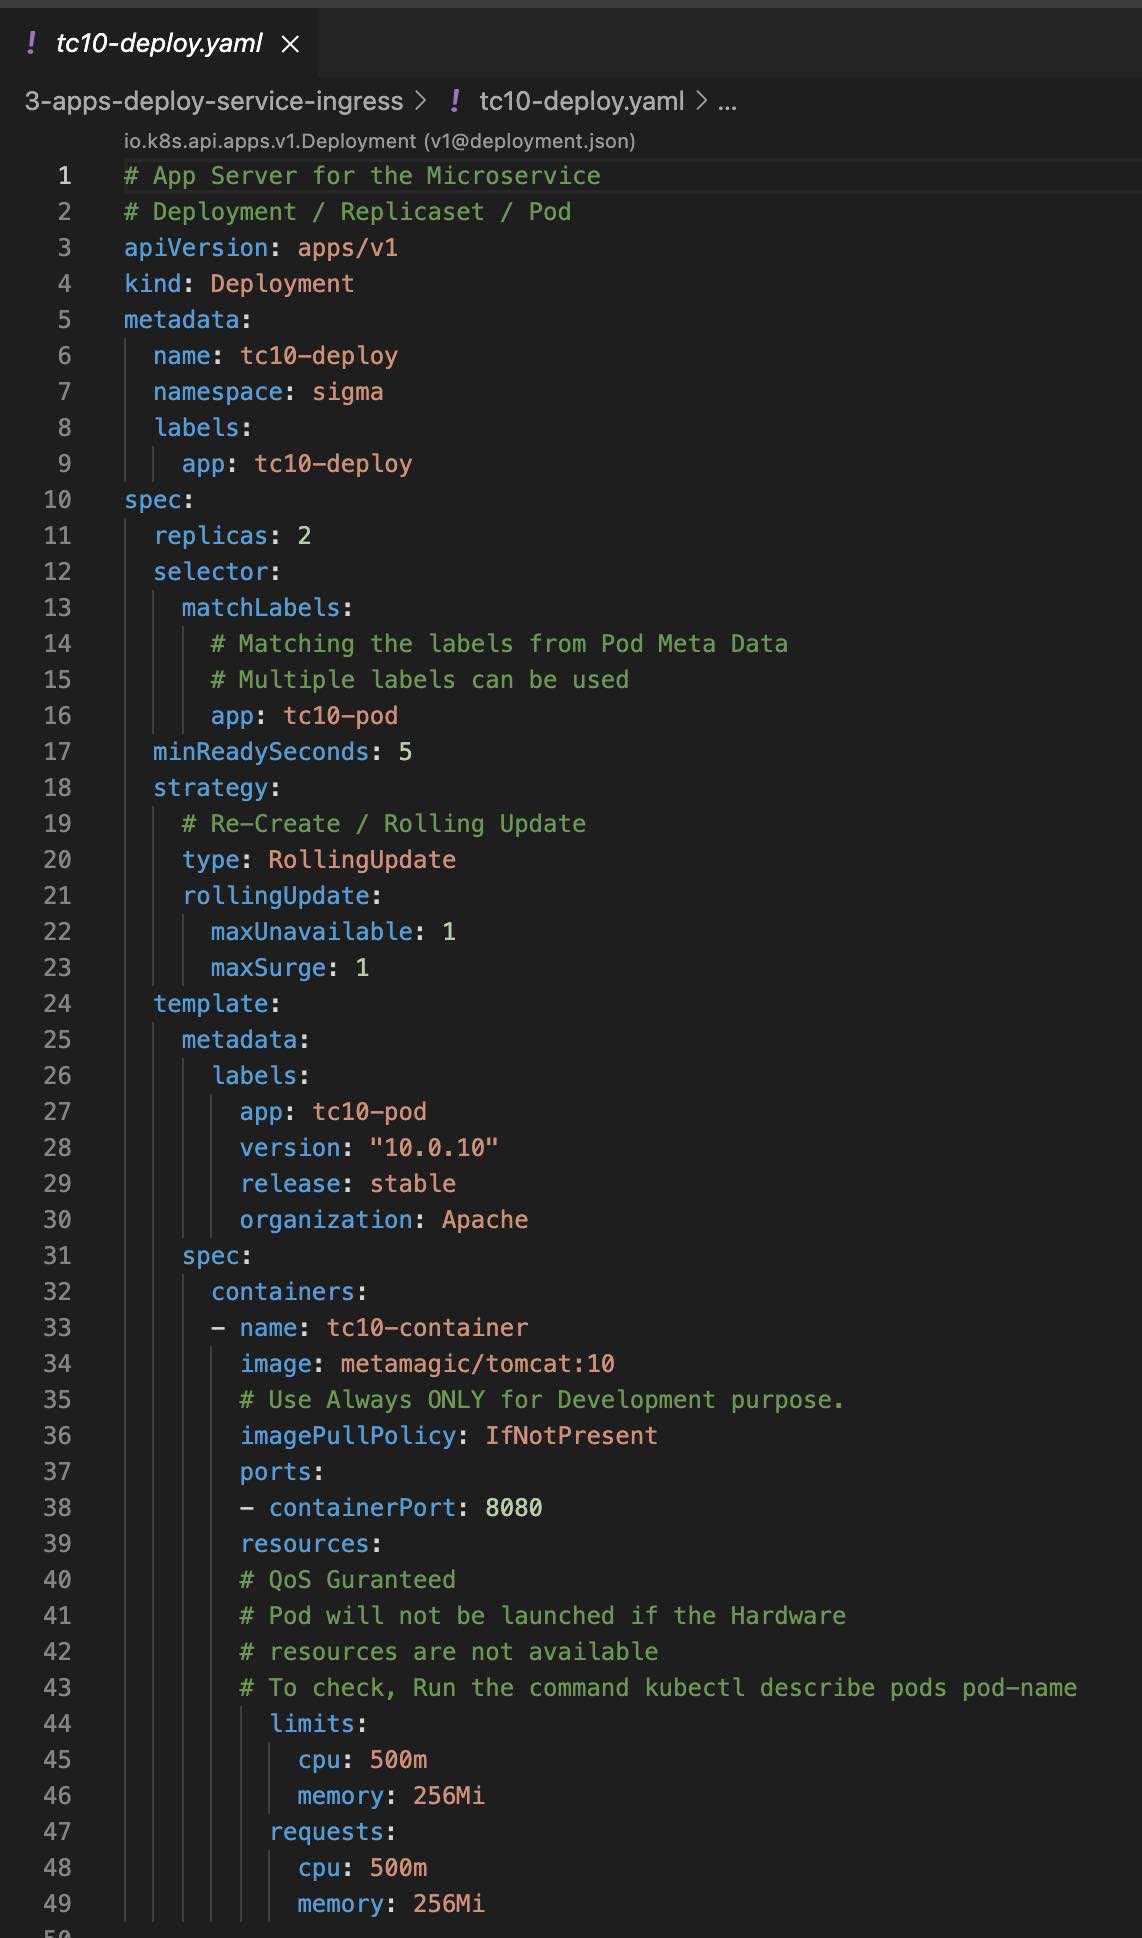 ! tc10-deploy.yaml ×
3-apps-deploy-service-ingress > ! tc10-deploy.yaml > ...
io.k8s.api.apps.v1.Deployment (v1@deployment.json)
1 # App Server for the Microservice
2 # Deployment / Replicaset / Pod
3 apiVersion: apps/v1
4 kind: Deployment
5 metadata:
6   name: tc10-deploy
7   namespace: sigma
8   labels:
9     app: tc10-deploy
10 spec:
11   replicas: 2
12   selector:
13     matchLabels:
14       # Matching the labels from Pod Meta Data
15       # Multiple labels can be used
16       app: tc10-pod
17   minReadySeconds: 5
18   strategy:
19     # Re-Create / Rolling Update
20     type: RollingUpdate
21     rollingUpdate:
22       maxUnavailable: 1
23       maxSurge: 1
24   template:
25     metadata:
26       labels:
27         app: tc10-pod
28         version: "10.0.10"
29         release: stable
30         organization: Apache
31     spec:
32       containers:
33       - name: tc10-container
34         image: metamagic/tomcat:10
35         # Use Always ONLY for Development purpose.
36         imagePullPolicy: IfNotPresent
37         ports:
38         - containerPort: 8080
39         resources:
40         # QoS Guranteed
41         # Pod will not be launched if the Hardware
42         # resources are not available
43         # To check, Run the command kubectl describe pods pod-name
44           limits:
45             cpu: 500m
46             memory: 256Mi
47           requests:
48             cpu: 500m
49             memory: 256Mi
50